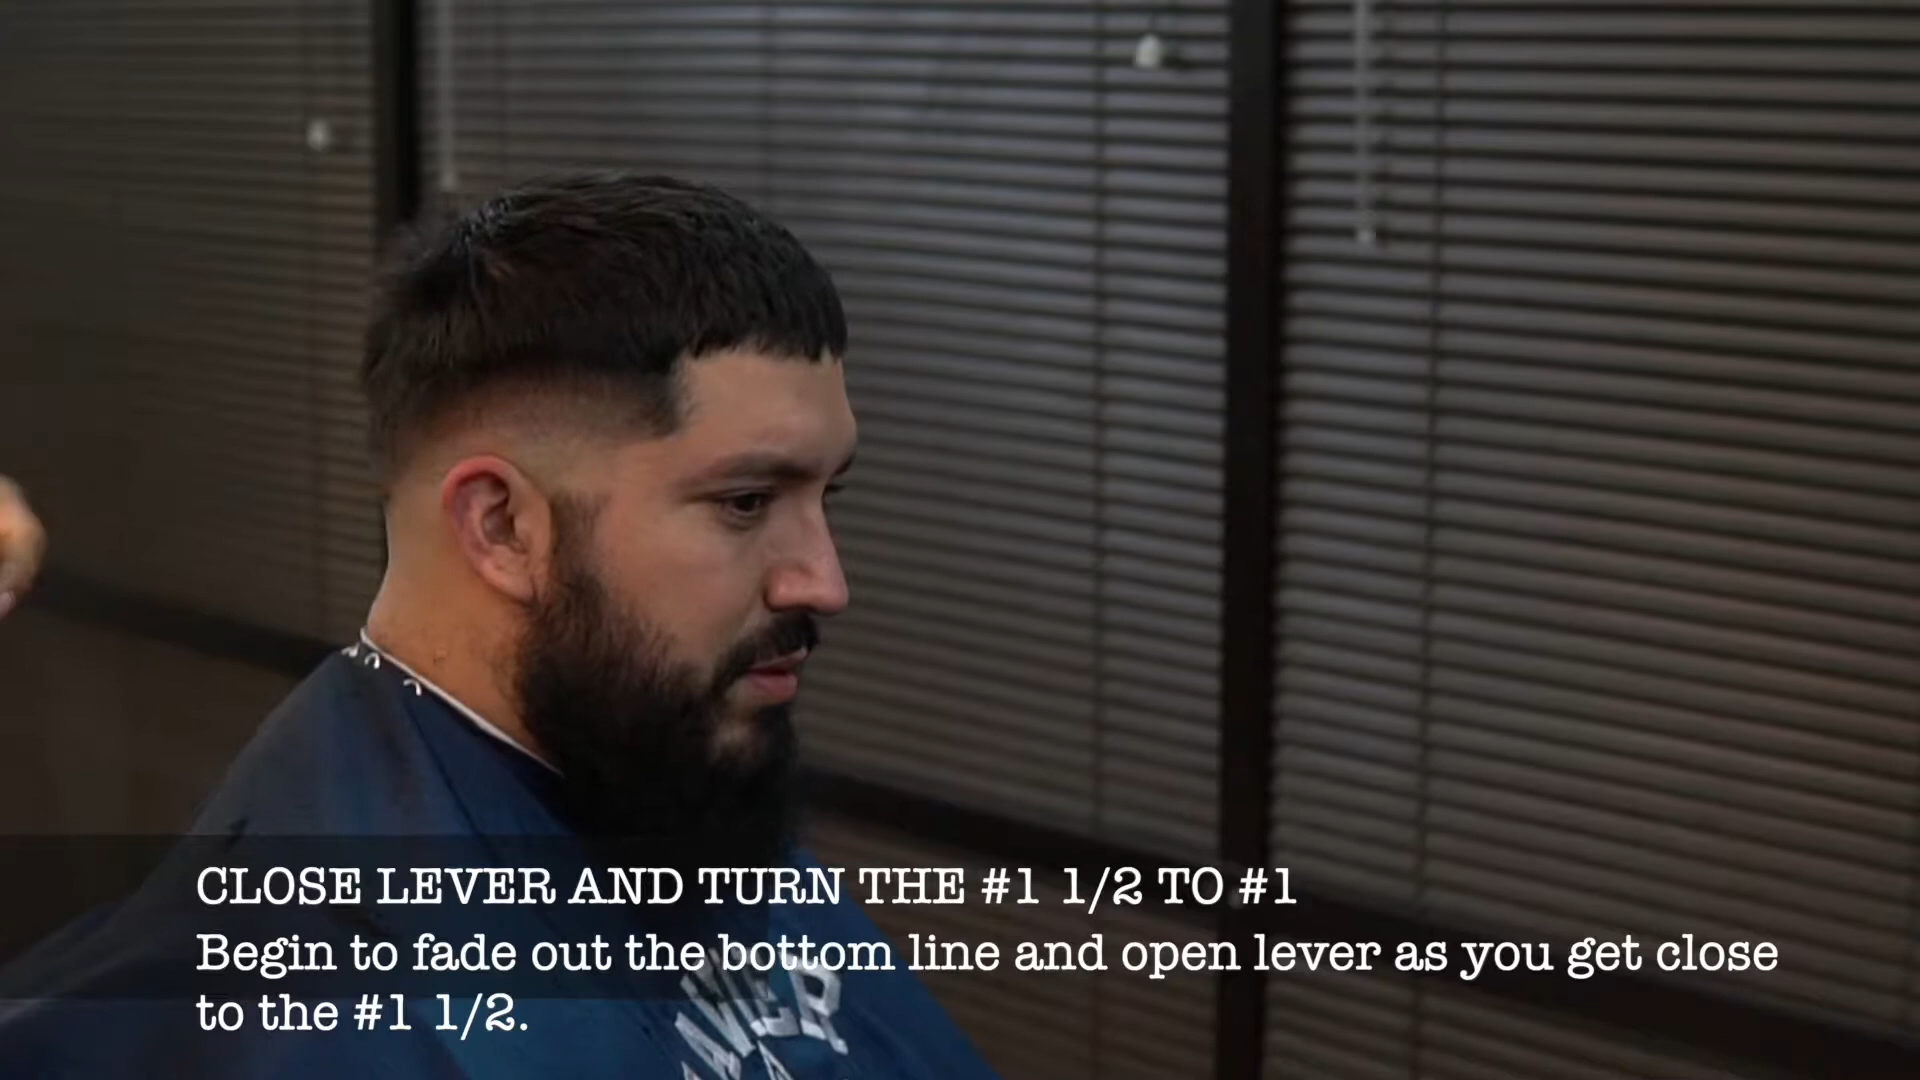 CLOSE LEVER AND TURN THE #1 1/2 TO #1
Begin to fade out the bottom line and open lever as you get close
to the #1 1/2.